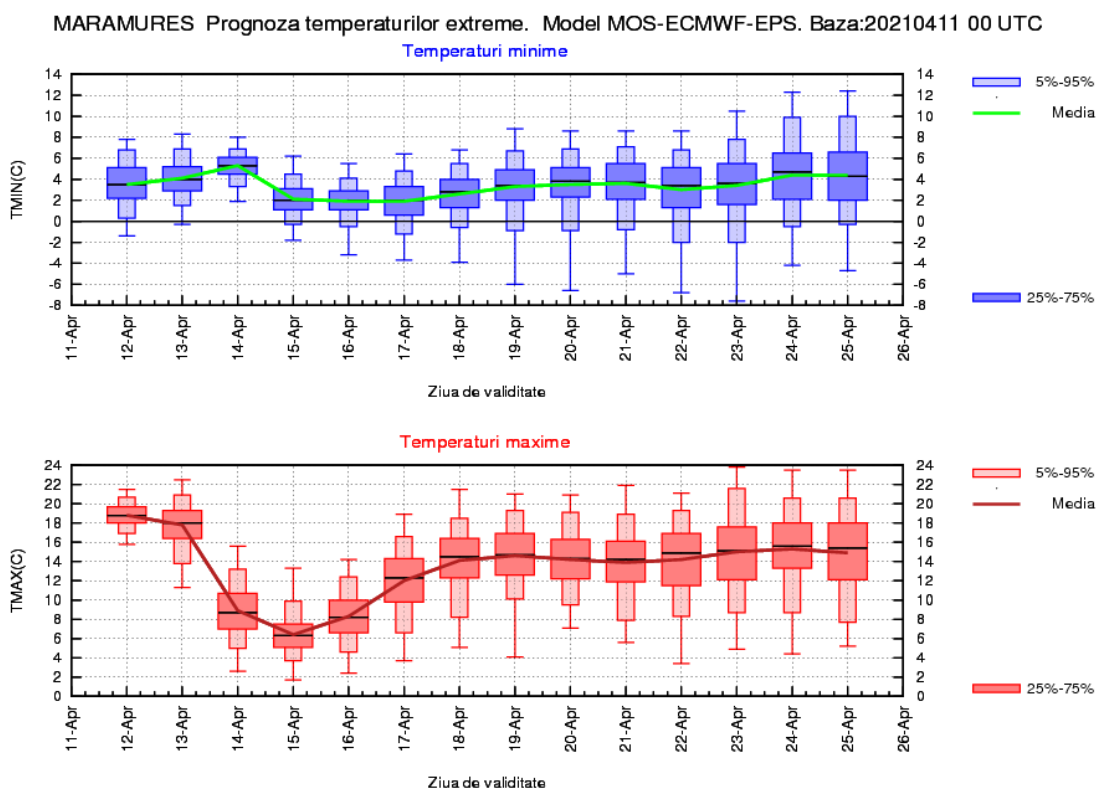 MARAMURES Prognoza temperaturilor extreme. Model MOS-ECMWF-EPS. Baza:20210411 00 UTC
Temperaturi minime
TMIN(C)
14 12 10 8 6 4 2 0 -2 -4 -6 -8
14 12 10 8 6 4 2 0 -2 -4 -6 -8
11-Apr 12-Apr 13-Apr 14-Apr 15-Apr 16-Apr 17-Apr 18-Apr 19-Apr 20-Apr 21-Apr 22-Apr 23-Apr 24-Apr 25-Apr 26-Apr
Ziua de validitate
5%-95%
Media
25%-75%
Temperaturi maxime
TMAX(C)
24 22 20 18 16 14 12 10 8 6 4 2 0
24 22 20 18 16 14 12 10 8 6 4 2 0
11-Apr 12-Apr 13-Apr 14-Apr 15-Apr 16-Apr 17-Apr 18-Apr 19-Apr 20-Apr 21-Apr 22-Apr 23-Apr 24-Apr 25-Apr 26-Apr
Ziua de validitate
5%-95%
Media
25%-75%